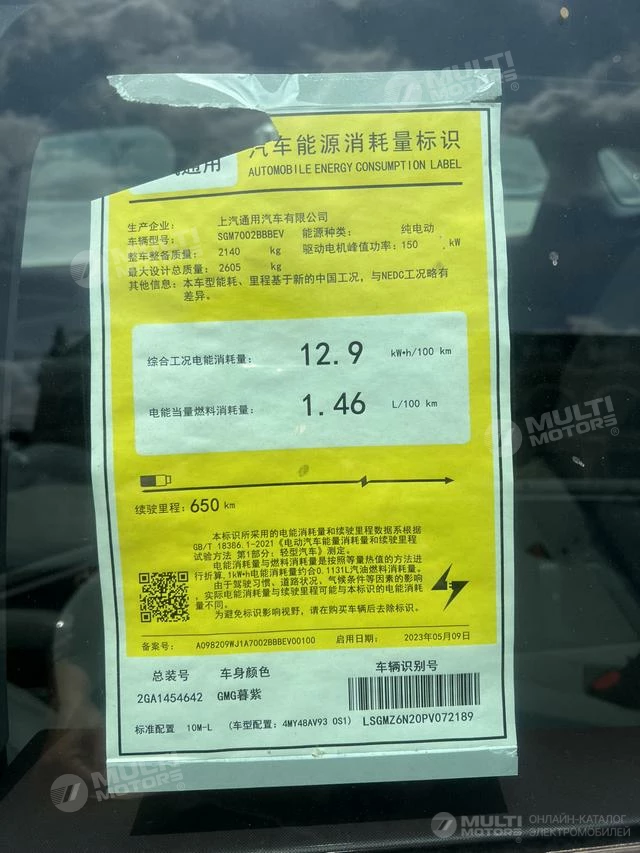 汽通用
汽车能源消耗量标识
AUTOMOBILE ENERGY CONSUMPTION LABEL
生产企业： 上汽通用汽车有限公司
车辆型号： SGM7002BBBEV 能源种类： 纯电动
整车整备质量： 2140 kg 驱动电机峰值功率：150 kW
最大设计总质量： 2605 kg
其他信息：本车型能耗、里程基于新的中国工况，与NEDC工况略有
差异。
综合工况电能消耗量： 12.9 kW•h/100 km
电能当量燃料消耗量： 1.46 L/100 km
续驶里程：650 km
本标识所采用的电能消耗量和续驶里程数据系根据
GB/T 18386.1-2021《电动汽车能量消耗量和续驶里程
试验方法 第1部分：轻型汽车》测定。
电能消耗量与燃料消耗量是按照等量热值的方法进
行折算，1kW•h电能消耗量约合0.1131L汽油燃料消耗量。
由于驾驶习惯、道路状况、气候条件等因素的影响
，实际电能消耗量与续驶里程可能与本标识的电能消耗
量不同。
为避免标识影响视野，请在购买车辆后去除标识。
备案号： A098209WJ1A7002BBBEV00100 启用日期： 2023年05月09日
总装号 车身颜色 车辆识别号
2GA1454642 GMG暮紫
标准配置 10M-L (车型配置：4MY48AV93 0S1) LSGMZ6N20PV072189
MULTI MOTORS
MULTI MOTORS
MULTI MOTORS
MULTI MOTORS
MULTI MOTORS ОНЛАЙН-КАТАЛОГ
ЭЛЕКТРОМОБИЛЕЙ